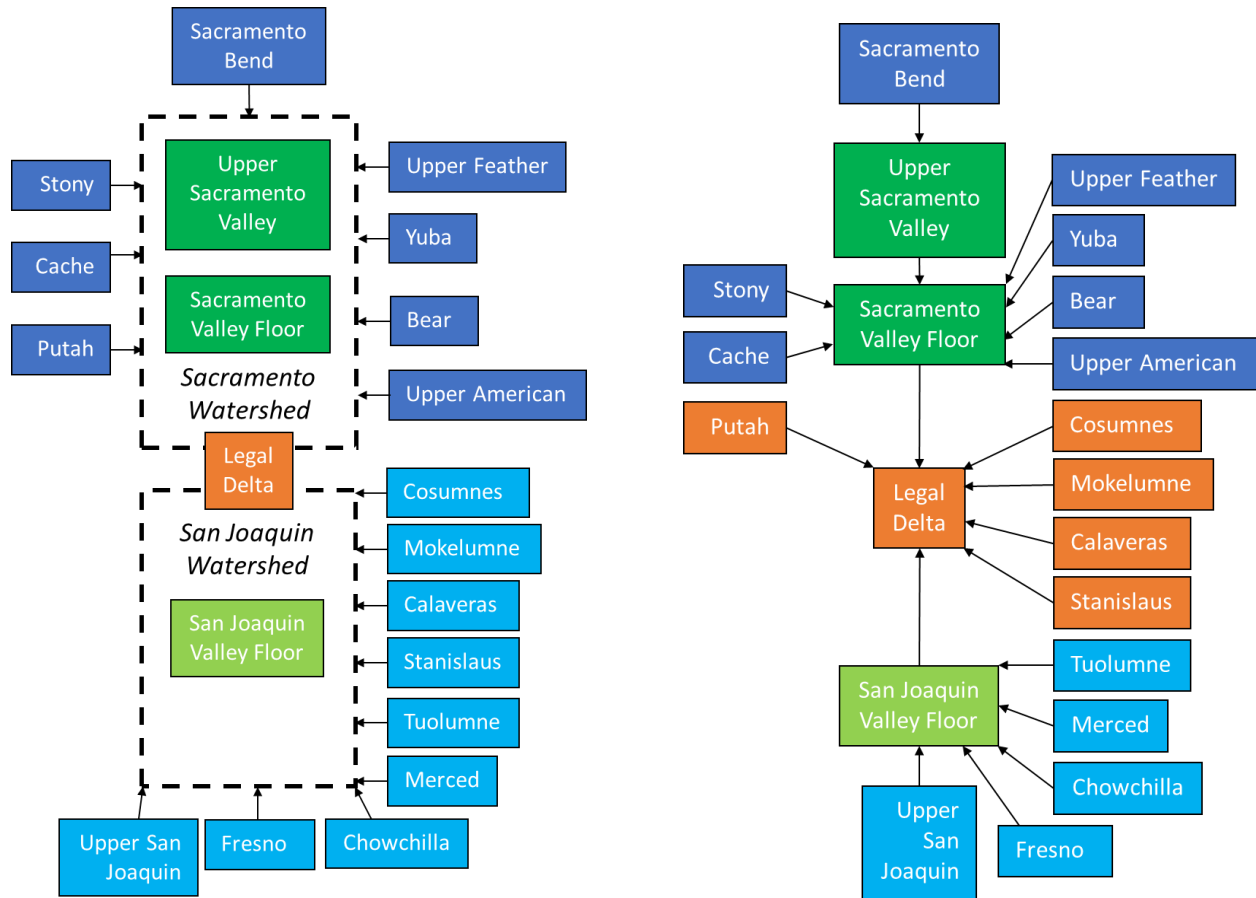 Sacramento
Bend
Upper
Sacramento
Valley
Upper Feather
Stony
Yuba
Cache
Sacramento
Valley Floor
Bear
Putah
Sacramento
Watershed
Upper American
Legal
Delta
Cosumnes
San Joaquin
Watershed
Mokelumne
Calaveras
San Joaquin
Valley Floor
Stanislaus
Tuolumne
Merced
Upper San
Joaquin
Fresno
Chowchilla
Sacramento
Bend
Upper
Sacramento
Valley
Upper Feather
Yuba
Stony
Sacramento
Valley Floor
Bear
Cache
Upper American
Putah
Cosumnes
Legal
Delta
Mokelumne
Calaveras
Stanislaus
Tuolumne
San Joaquin
Valley Floor
Merced
Chowchilla
Upper
San
Joaquin
Fresno